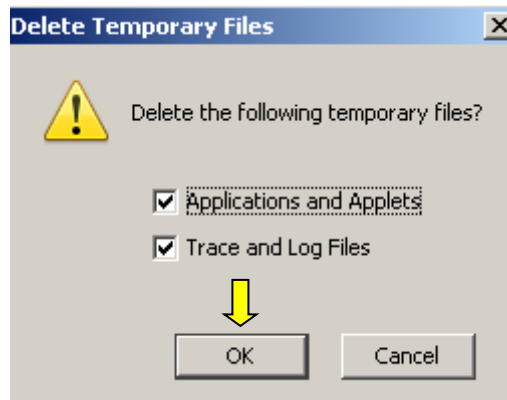 Delete Temporary Files
Delete the following temporary files?
Applications and Applets
Trace and Log Files
OK Cancel